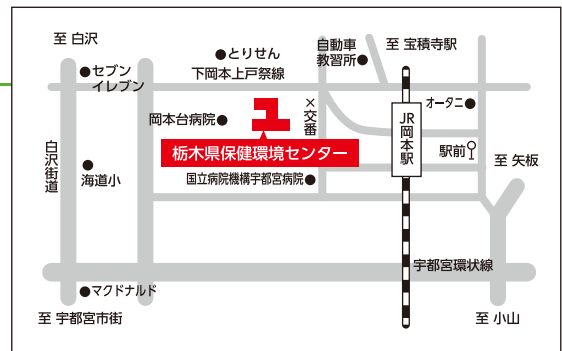 至 白沢
とりせん
自動車
教習所
至 宝積寺駅
セブン
イレブン
下岡本上戸祭線
オータニ
岡本台病院
×交番
JR岡本駅
駅前
栃木県保健環境センター
至 矢板
白沢街道
海道小
国立病院機構宇都宮病院
宇都宮環状線
マクドナルド
至 宇都宮市街
至 小山